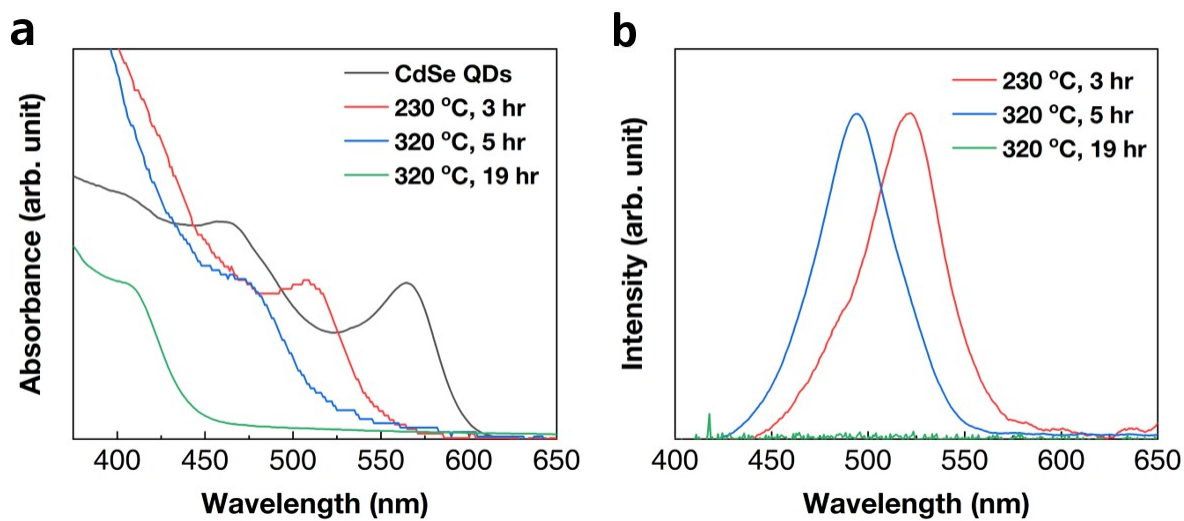 a
CdSe QDs
230 °C, 3 hr
320 °C, 5 hr
320 °C, 19 hr
Absorbance (arb. unit)
400 450 500 550 600 650
Wavelength (nm)
b
230 °C, 3 hr
320 °C, 5 hr
320 °C, 19 hr
Intensity (arb. unit)
400 450 500 550 600 650
Wavelength (nm)